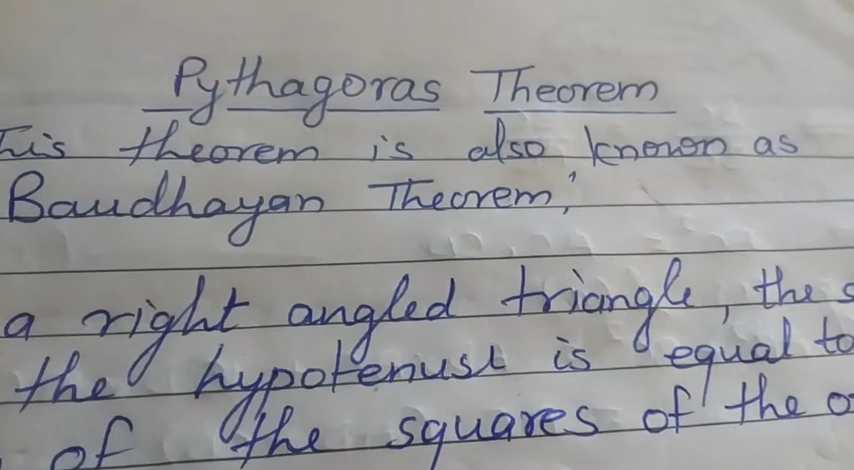 Pythagoras Theorem
This theorem is also known as
Baudhayan Theorem,'
a right angled triangle, the s
the hypotenuse is equal to
of the squares of the o